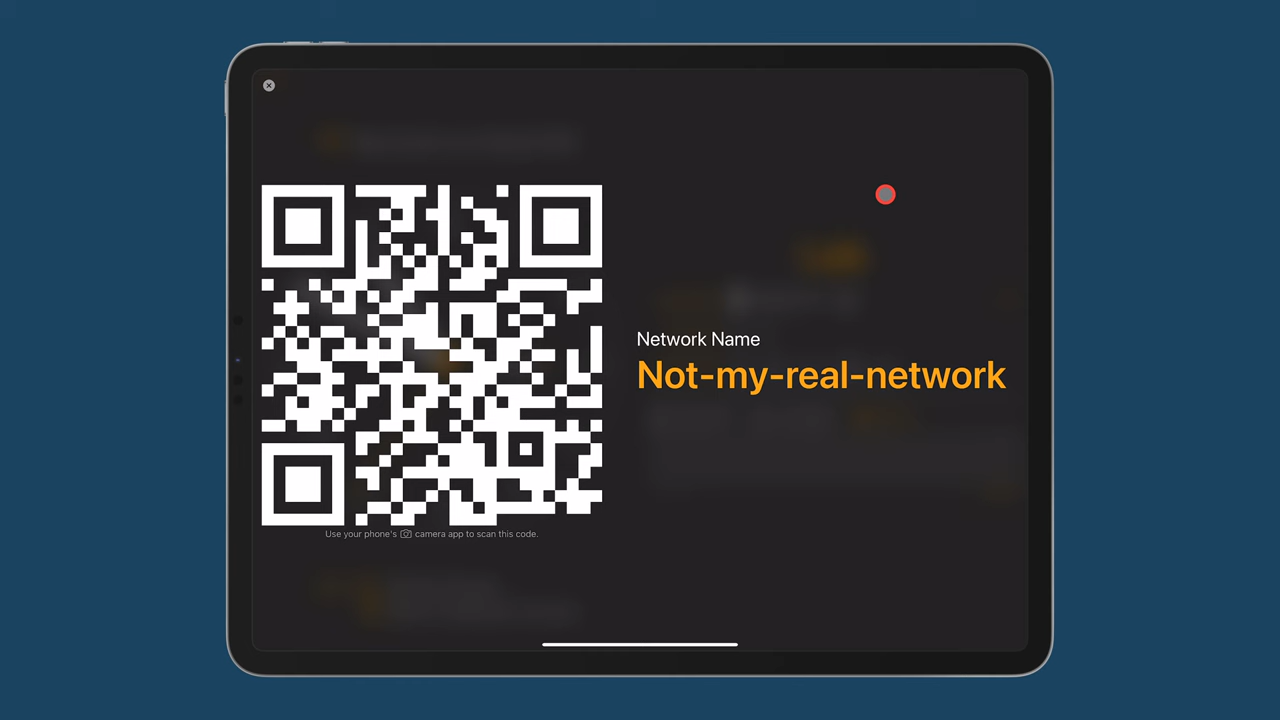 Network Name
Not-my-real-network
Use your phone's camera app to scan this code.